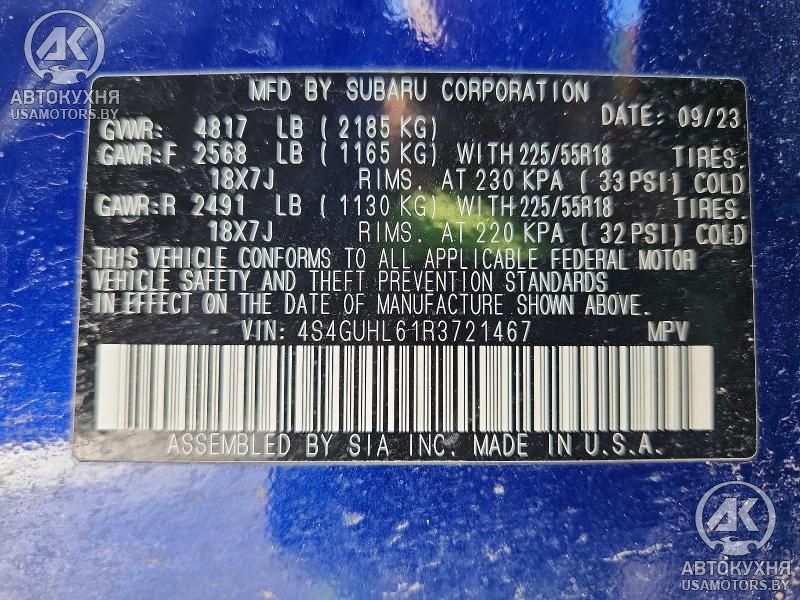 AK
АВТОКУХНЯ
USAMOTORS.BY
MFD BY SUBARU CORPORATION
DATE: 09/23
GVWR: 4817 LB ( 2185 KG)
GAWR:F 2568 LB ( 1165 KG) WITH 225/55R18 TIRES.
18X7J RIMS. AT 230 KPA ( 33 PSI) COLD
GAWR:R 2491 LB ( 1130 KG) WITH 225/55R18 TIRES.
18X7J RIMS. AT 220 KPA ( 32 PSI) COLD
THIS VEHICLE CONFORMS TO ALL APPLICABLE FEDERAL MOTOR
VEHICLE SAFETY AND THEFT PREVENTION STANDARDS
IN EFFECT ON THE DATE OF MANUFACTURE SHOWN ABOVE.
VIN: 4S4GUHL61R3721467 MPV
ASSEMBLED BY SIA INC. MADE IN U.S.A.
AK
АВТОКУХНЯ
USAMOTORS.BY